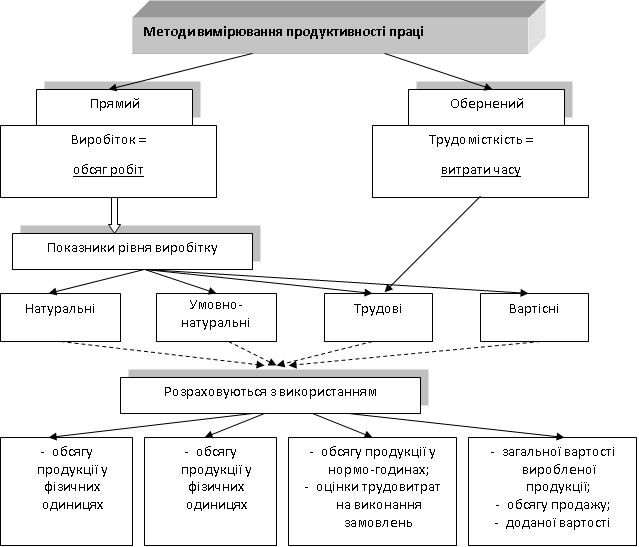 Методи вимірювання продуктивності праці
Прямий
Обернений
Виробіток =
обсяг робіт
Трудомісткість =
витрати часу
Показники рівня виробітку
Натуральні
Умовно-
натуральні
Трудові
Вартісні
Розраховуються з використанням
- обсягу
продукції у
фізичних
одиницях
- обсягу
продукції у
фізичних
одиницях
- обсягу продукції у
нормо-годинах;
- оцінки трудовитрат
на виконання
замовлень
- загальної вартості
виробленої
продукції;
- обсягу продажу;
- доданої вартості